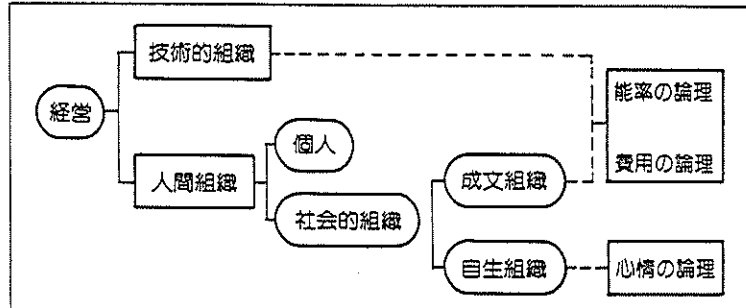 技術的組織
経営
能率の論理
費用の論理
個人
人間組織
成文組織
社会的組織
自生組織
心情の論理